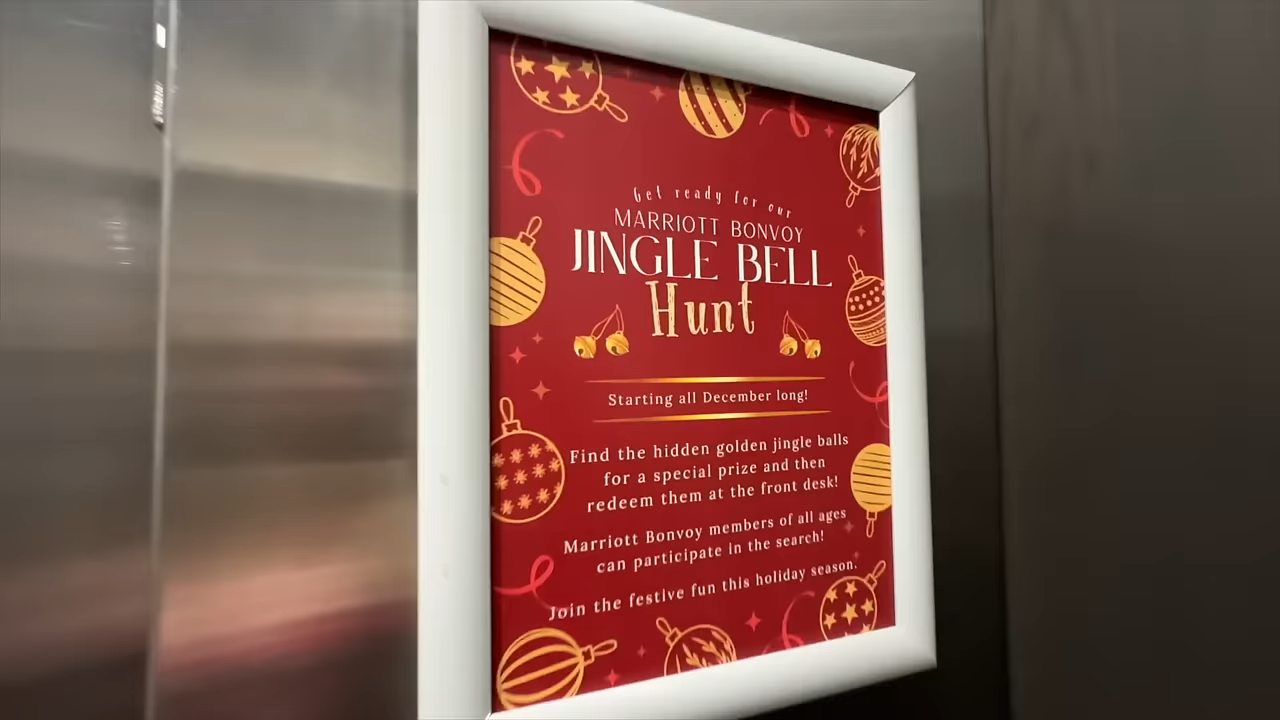 Get ready for our
MARRIOTT BONVOY
JINGLE BELL
Hunt
Starting all December long!
Find the hidden golden jingle balls
for a special prize and then
redeem them at the front desk!
Marriott Bonvoy members of all ages
can participate in the search!
Join the festive fun this holiday season.